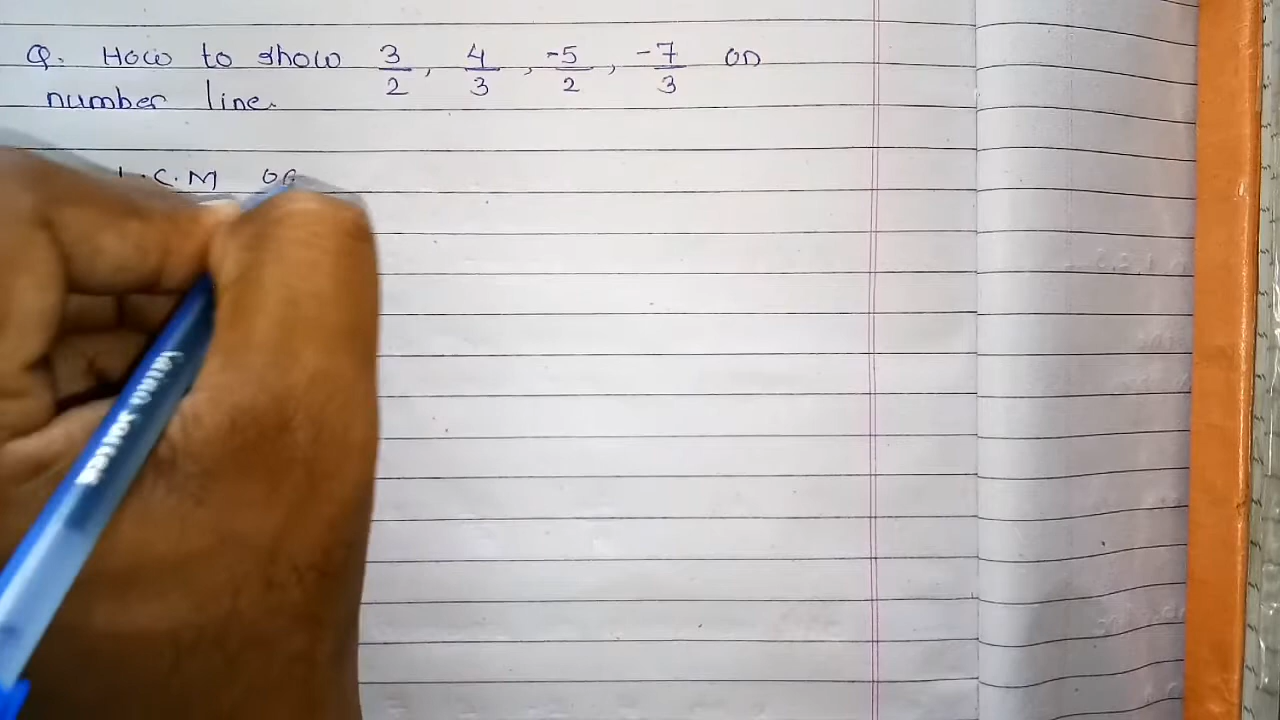 Q. How to show 3/2, 4/3, -5/2, -7/3 on
number line.
L.C.M of